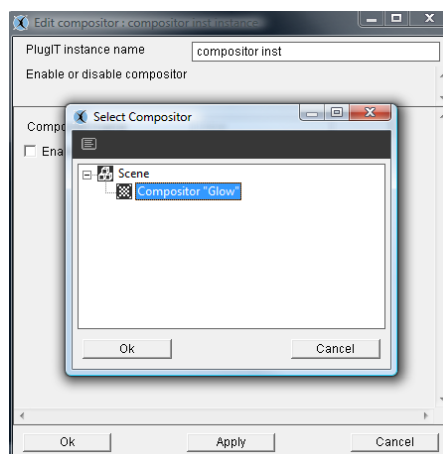 Edit compositor : compositor inst instance
PlugIT instance name
compositor inst
Enable or disable compositor
Select Compositor
Scene
Compositor "Glow"
Ok
Cancel
Ok
Apply
Cancel